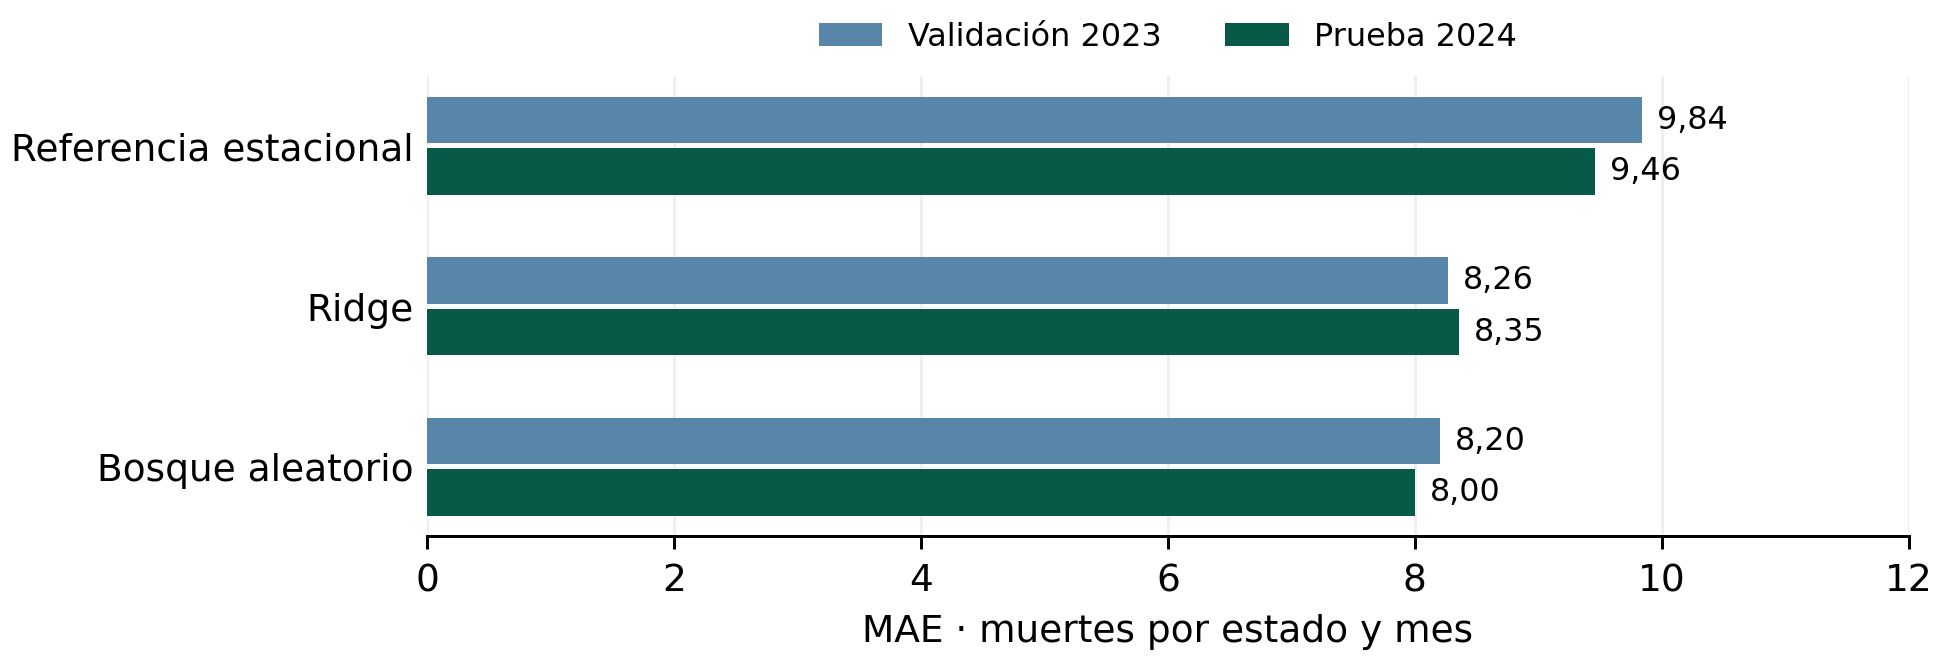 Validación 2023 Prueba 2024
Referencia estacional
9,84
9,46
Ridge
8,26
8,35
Bosque aleatorio
8,20
8,00
0 2 4 6 8 10 12
MAE · muertes por estado y mes